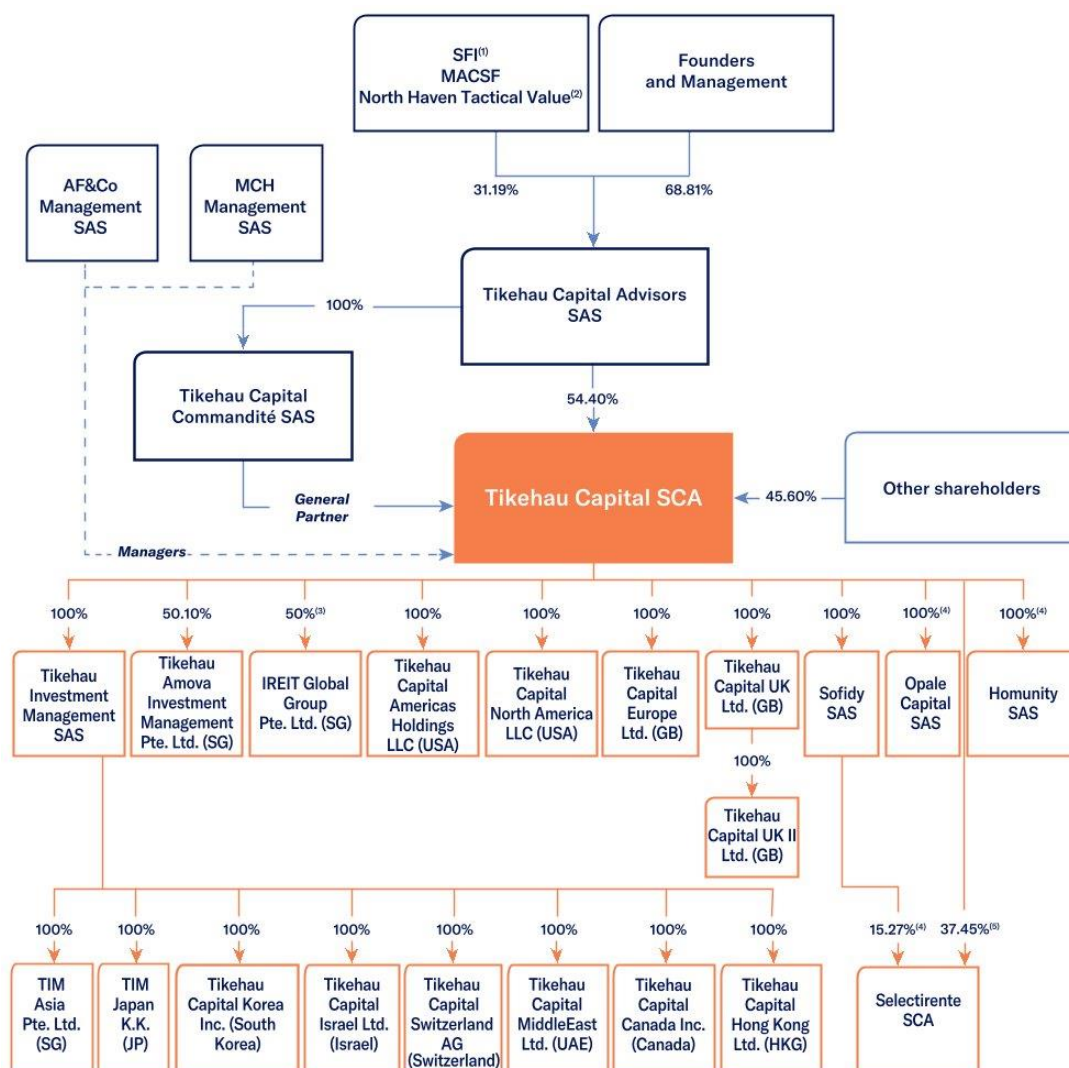 SFI(1)
MACSF
North Haven Tactical Value(2)
Founders
and Management
31.19%
68.81%
AF&Co
Management
SAS
MCH
Management
SAS
Tikehau Capital Advisors
SAS
100%
Tikehau Capital
Commandité SAS
54.40%
Tikehau Capital SCA
45.60%
Other shareholders
General
Partner
Managers
100%
50.10%
50%(3)
100%
100%
100%
100%
100%
100%(4)
100%(4)
Tikehau
Investment
Management
SAS
Tikehau
Amova
Investment
Management
Pte. Ltd. (SG)
IREIT Global
Group
Pte. Ltd. (SG)
Tikehau
Capital
Americas
Holdings
LLC (USA)
Tikehau
Capital
North America
LLC (USA)
Tikehau
Capital
Europe
Ltd. (GB)
Tikehau
Capital UK
Ltd. (GB)
Sofidy
SAS
Opale
Capital
SAS
Homunity
SAS
100%
Tikehau
Capital UK II
Ltd. (GB)
100%
100%
100%
100%
100%
100%
100%
100%
15.27%(4)
37.45%(5)
TIM
Asia
Pte. Ltd.
(SG)
TIM
Japan
K.K.
(JP)
Tikehau
Capital Korea
Inc. (South
Korea)
Tikehau
Capital
Israel Ltd.
(Israel)
Tikehau
Capital
Switzerland
AG
(Switzerland)
Tikehau
Capital
MiddleEast
Ltd. (UAE)
Tikehau
Capital
Canada Inc.
(Canada)
Tikehau
Capital
Hong Kong
Ltd. (HKG)
Selectirente
SCA